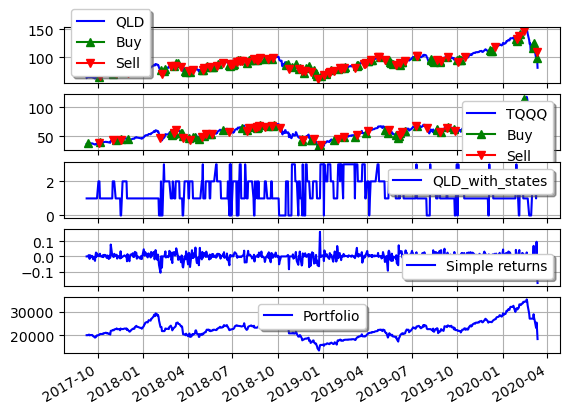 QLD
Buy
Sell
150
100
TQQQ
Buy
Sell
100
50
QLD_with_states
2
0
Simple returns
0.1
0.0
−0.1
Portfolio
30000
20000
2017-10
2018-01
2018-04
2018-07
2018-10
2019-01
2019-04
2019-07
2019-10
2020-01
2020-04